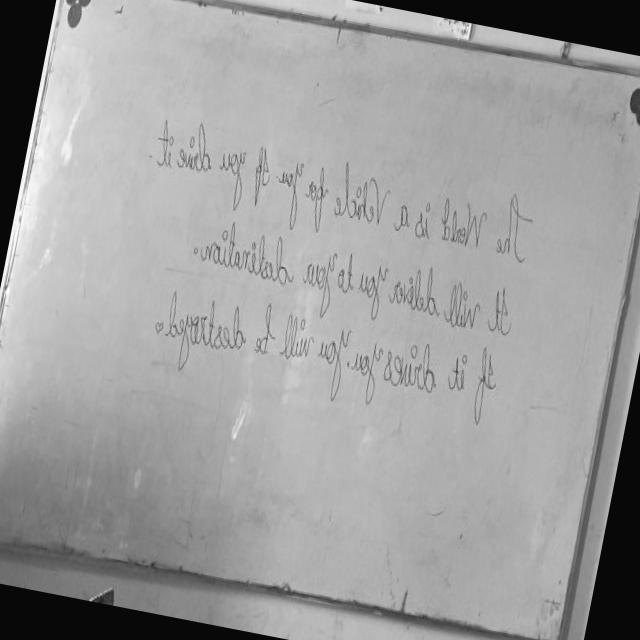 The World is a Vehicle for you If you drive it.
It will deliver you to your destination.
If it drives you, you will be destroyed.